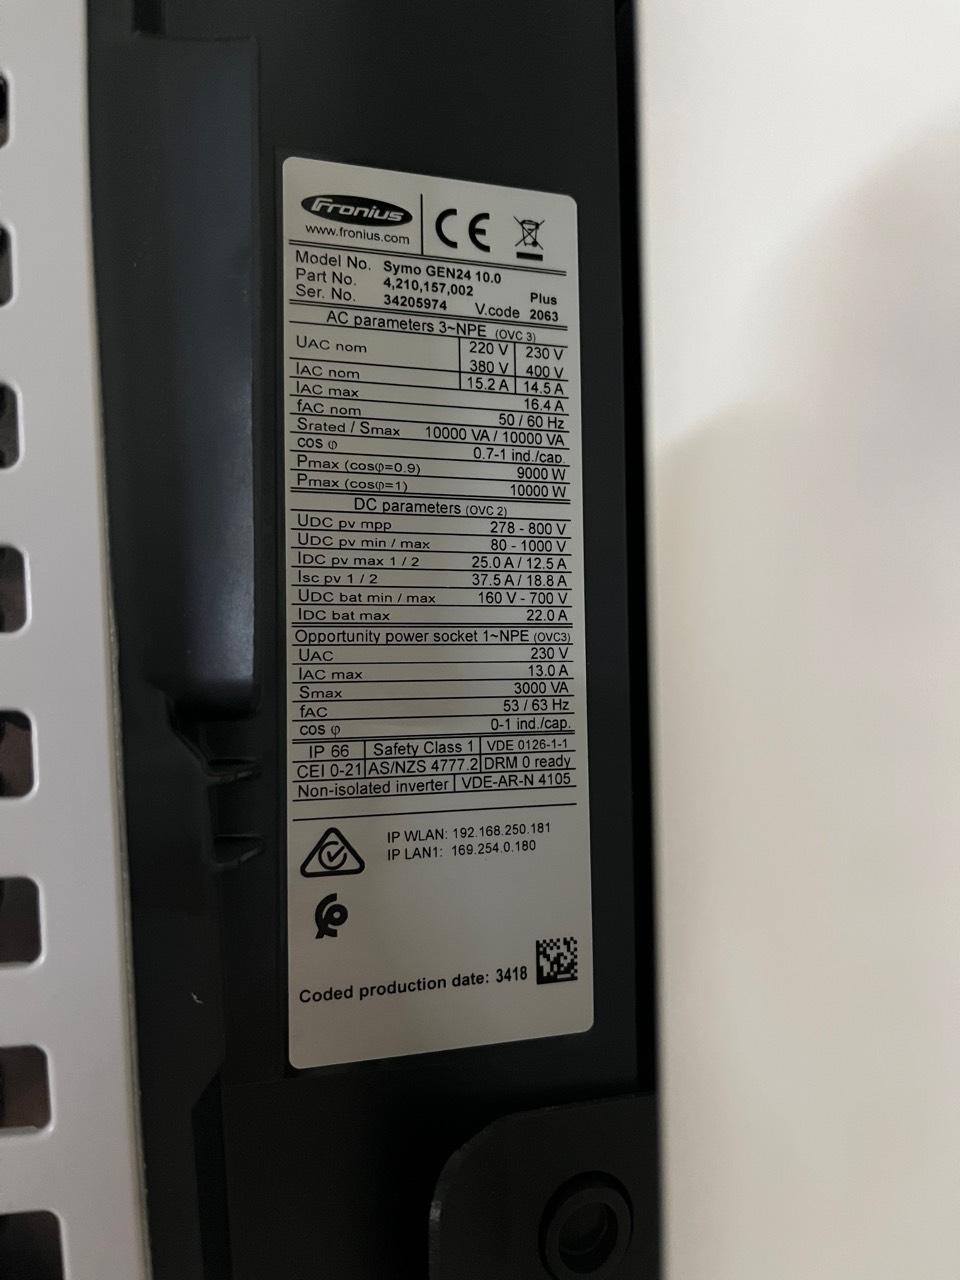 Fronius
www.fronius.com
CE
Model No. Symo GEN24 10.0 Plus
Part No. 4,210,157,002
Ser. No. 34205974 V.code 2063
AC parameters 3~NPE (OVC 3)
UAC nom 220 V 230 V
380 V 400 V
IAC nom 15.2 A 14.5 A
IAC max 16.4 A
fAC nom 50 / 60 Hz
Srated / Smax 10000 VA / 10000 VA
cos φ 0.7-1 ind./cap.
Pmax (cosφ=0.9) 9000 W
Pmax (cosφ=1) 10000 W
DC parameters (OVC 2)
UDC pv mpp 278 - 800 V
UDC pv min / max 80 - 1000 V
IDC pv max 1 / 2 25.0 A / 12.5 A
Isc pv 1 / 2 37.5 A / 18.8 A
UDC bat min / max 160 V - 700 V
IDC bat max 22.0 A
Opportunity power socket 1~NPE (OVC3)
UAC 230 V
IAC max 13.0 A
Smax 3000 VA
fAC 53 / 63 Hz
cos φ 0-1 ind./cap.
IP 66 Safety Class 1 VDE 0126-1-1
CEI 0-21 AS/NZS 4777.2 DRM 0 ready
Non-isolated inverter VDE-AR-N 4105
IP WLAN: 192.168.250.181
IP LAN1: 169.254.0.180
Coded production date: 3418